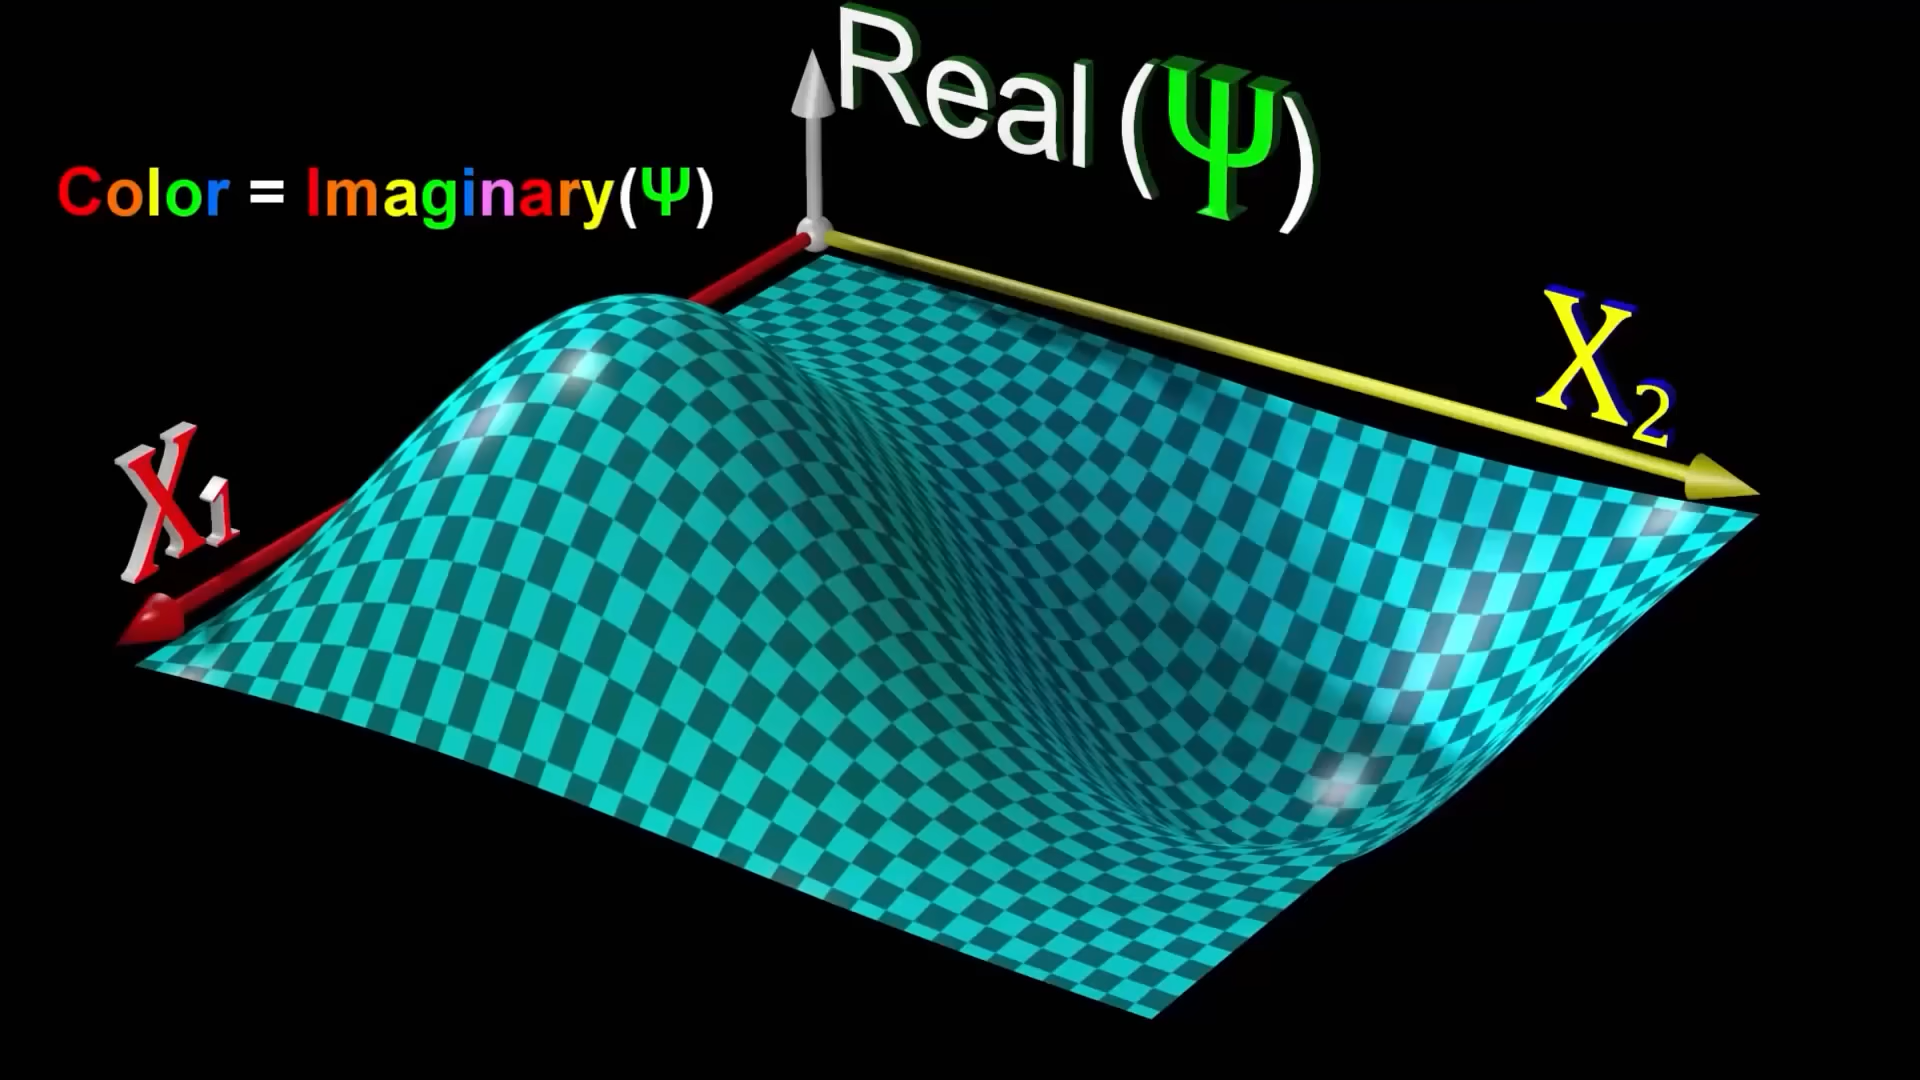 Real (Ψ)
Color = Imaginary(Ψ)
X₂
X₁